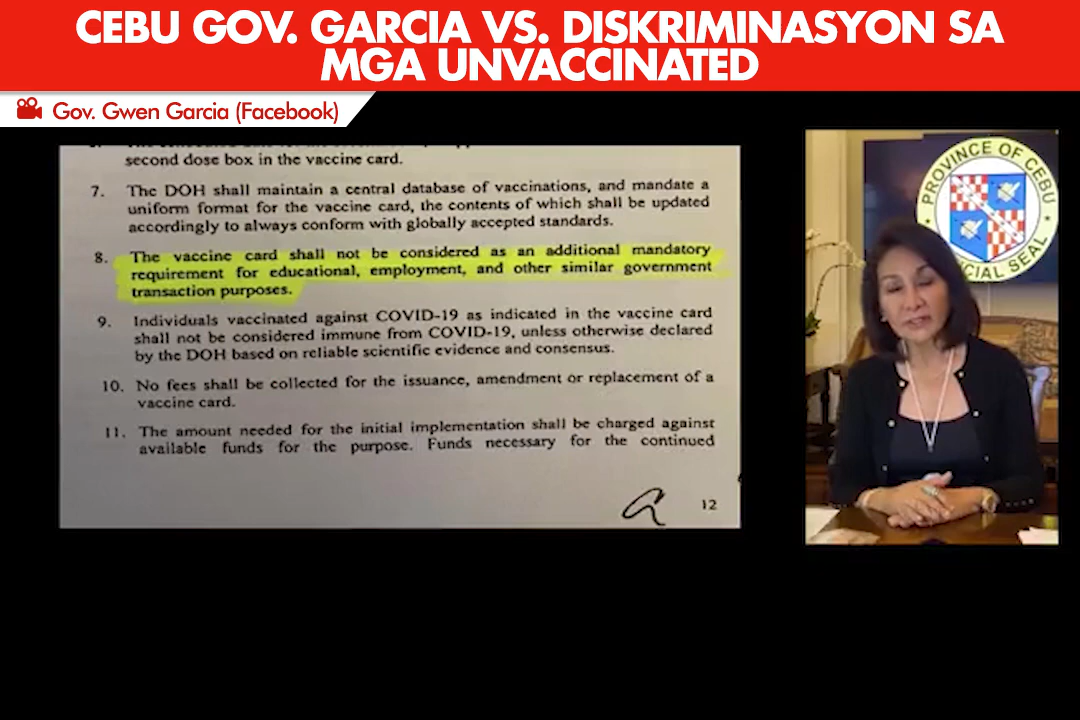 CEBU GOV. GARCIA VS. DISKRIMINASYON SA
MGA UNVACCINATED
Gov. Gwen Garcia (Facebook)
second dose box in the vaccine card.
7. The DOH shall maintain a central database of vaccinations, and mandate a
uniform format for the vaccine card, the contents of which shall be updated
accordingly to always conform with globally accepted standards.
8. The vaccine card shall not be considered as an additional mandatory
requirement for educational, employment, and other similar government
transaction purposes.
9. Individuals vaccinated against COVID-19 as indicated in the vaccine card
shall not be considered immune from COVID-19, unless otherwise declared
by the DOH based on reliable scientific evidence and consensus.
10. No fees shall be collected for the issuance, amendment or replacement of a
vaccine card.
11. The amount needed for the initial implementation shall be charged against
available funds for the purpose. Funds necessary for the continued
12
PROVINCE OF CEBU
CIAL SEAL